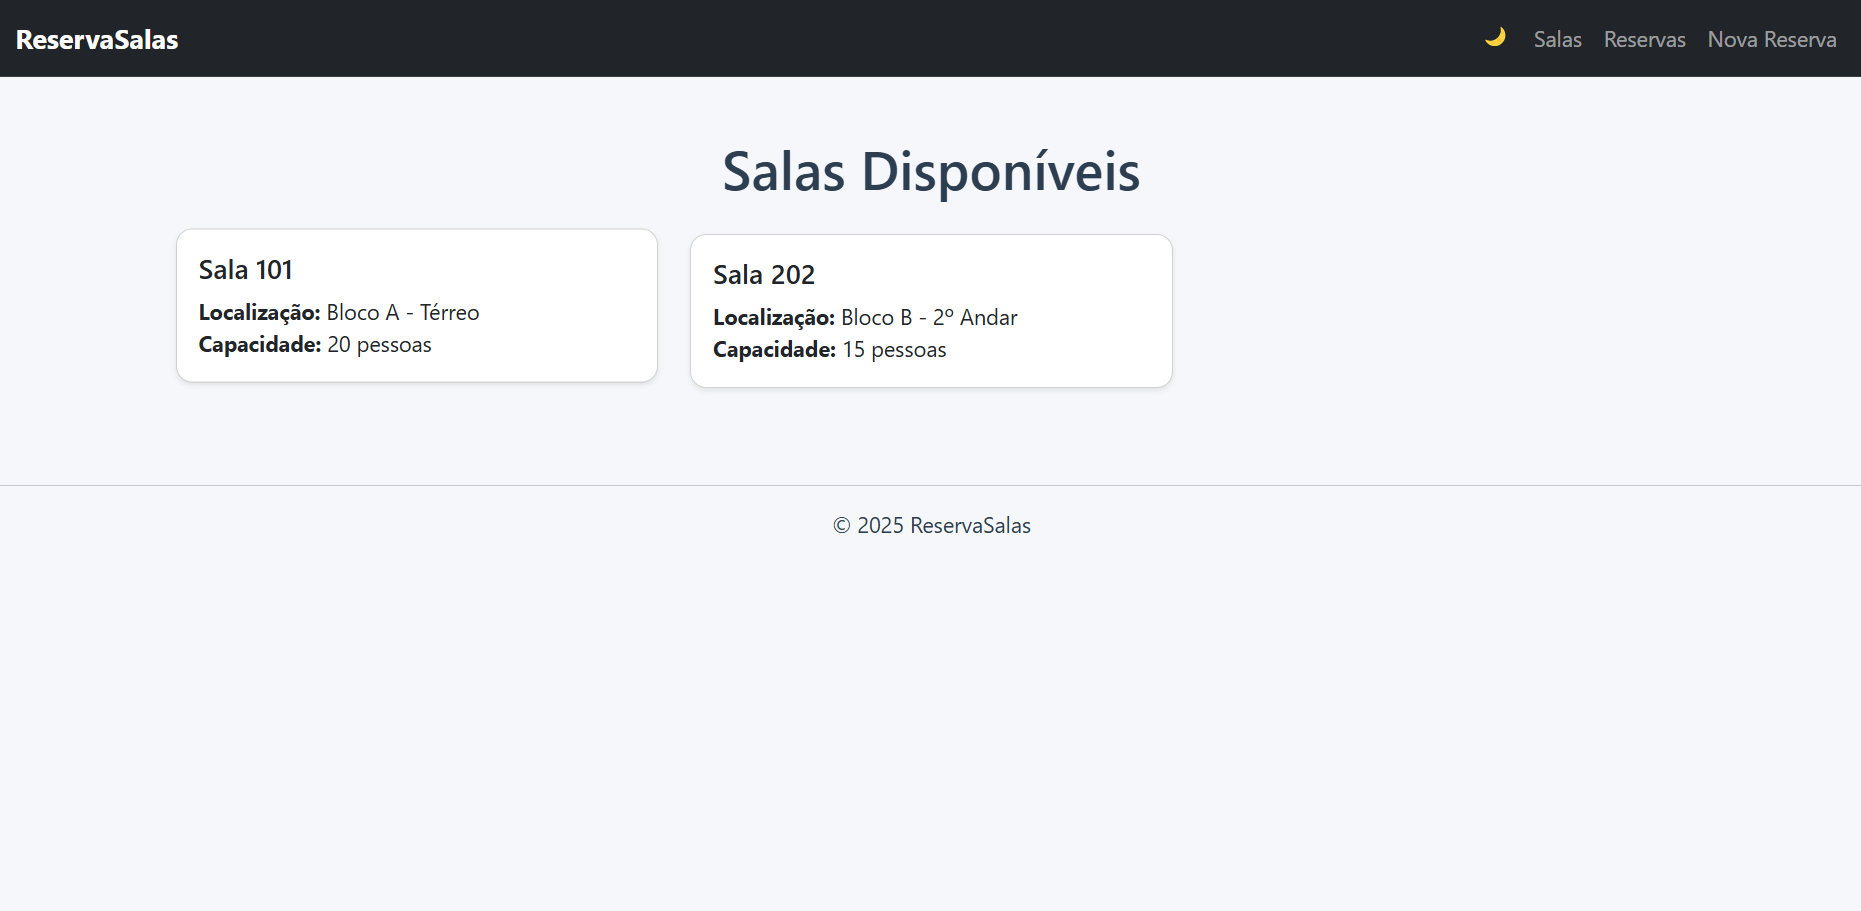 ReservaSalas
Salas
Reservas
Nova Reserva
Salas Disponíveis
Sala 101
Localização: Bloco A - Térreo
Capacidade: 20 pessoas
Sala 202
Localização: Bloco B - 2º Andar
Capacidade: 15 pessoas
© 2025 ReservaSalas